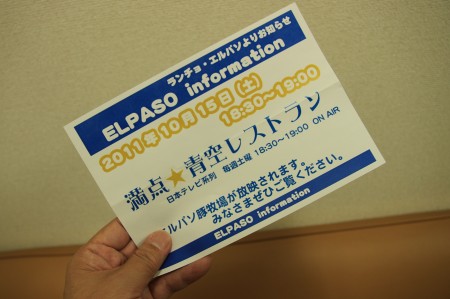 ランチョ・エルパソよりお知らせ
ELPASO information
2011年10月15日(土)
18:30~19:00
満点★青空レストラン
日本テレビ系列 毎週土曜 18:30~19:00 ON AIR
エルパソ豚牧場が放映されます。
みなさまぜひご覧ください。
ELPASO information